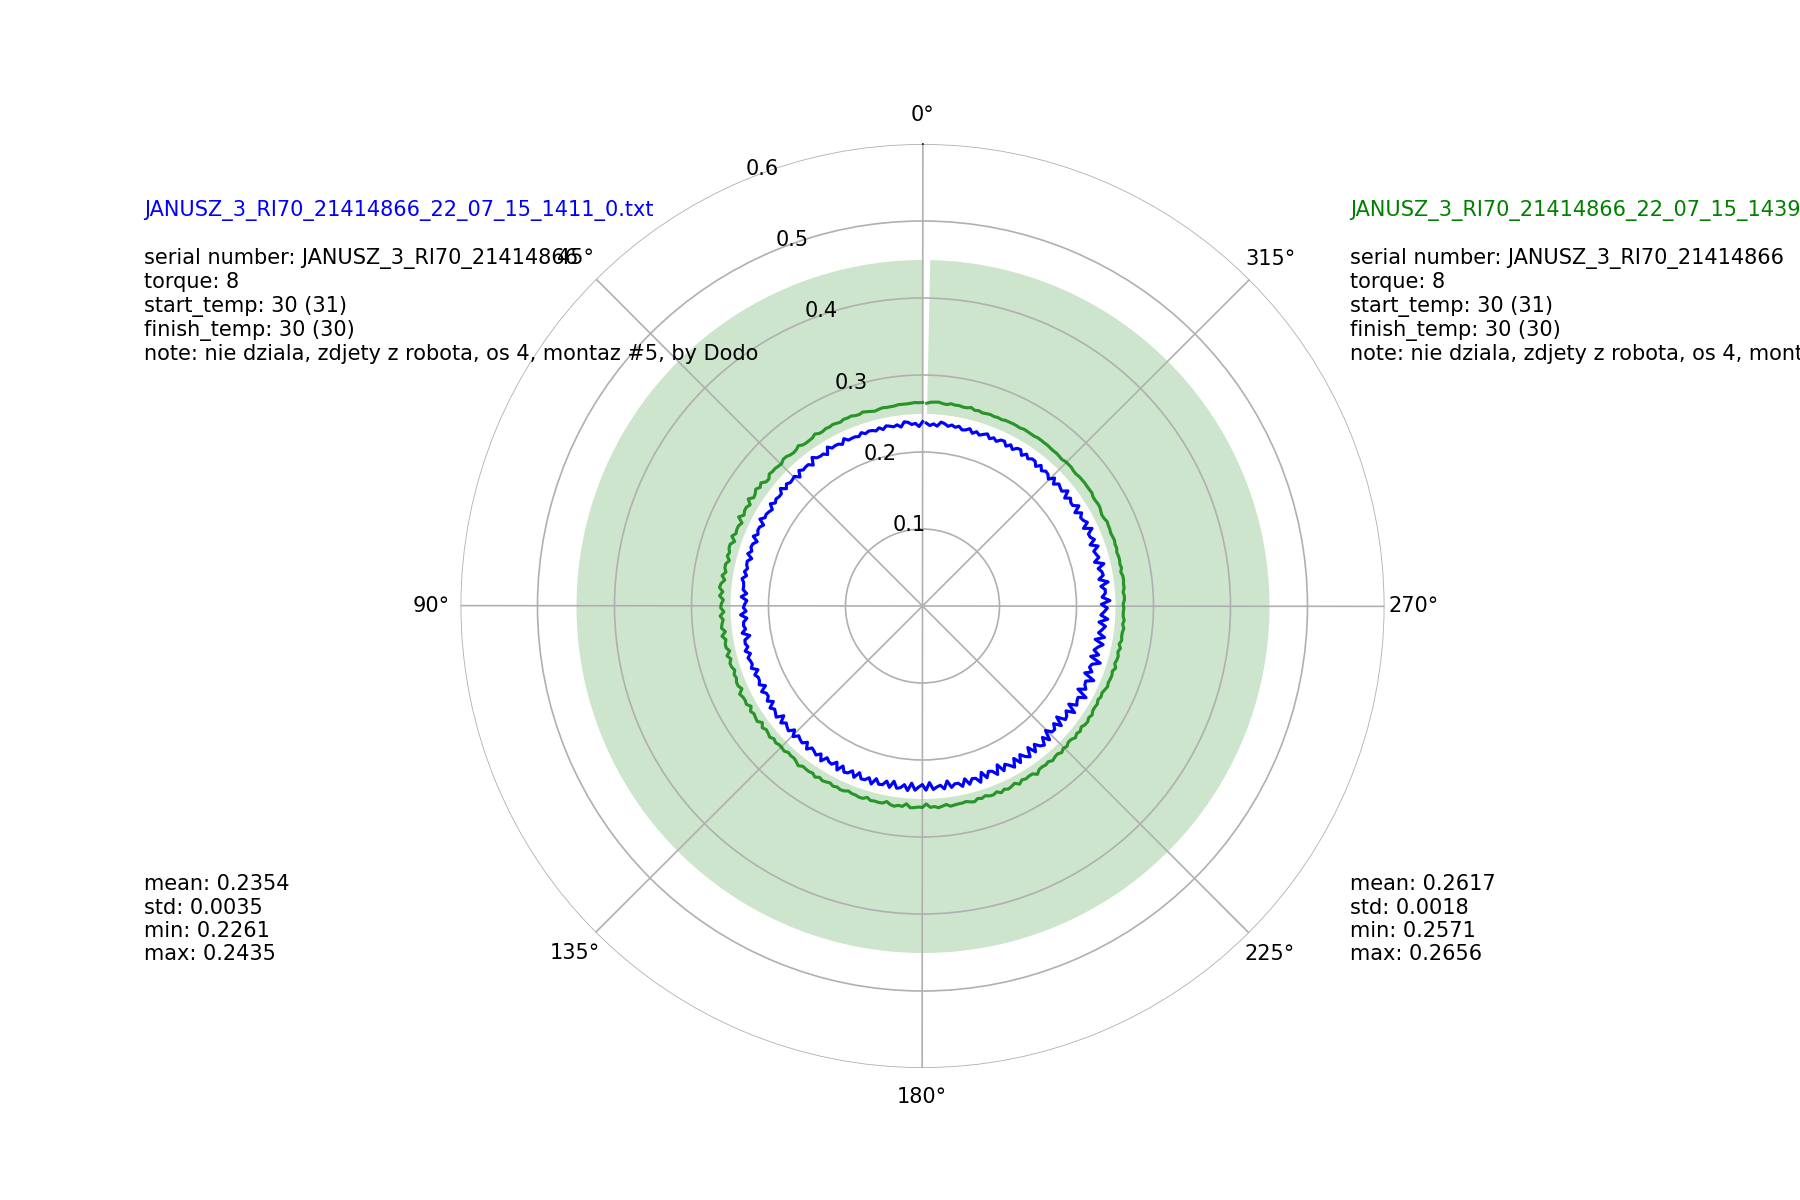 0°
0.6
JANUSZ_3_RI70_21414866_22_07_15_1411_0.txt
JANUSZ_3_RI70_21414866_22_07_15_1439
0.5
serial number: JANUSZ_3_RI70_21414866
45°
315°
serial number: JANUSZ_3_RI70_21414866
torque: 8
torque: 8
start_temp: 30 (31)
start_temp: 30 (31)
0.4
finish_temp: 30 (30)
finish_temp: 30 (30)
note: nie dziala, zdjety z robota, os 4, montaz #5, by Dodo
note: nie dziala, zdjety z robota, os 4, mont
0.3
0.2
0.1
90°
270°
mean: 0.2354
std: 0.0035
min: 0.2261
max: 0.2435
mean: 0.2617
std: 0.0018
min: 0.2571
max: 0.2656
135°
225°
180°